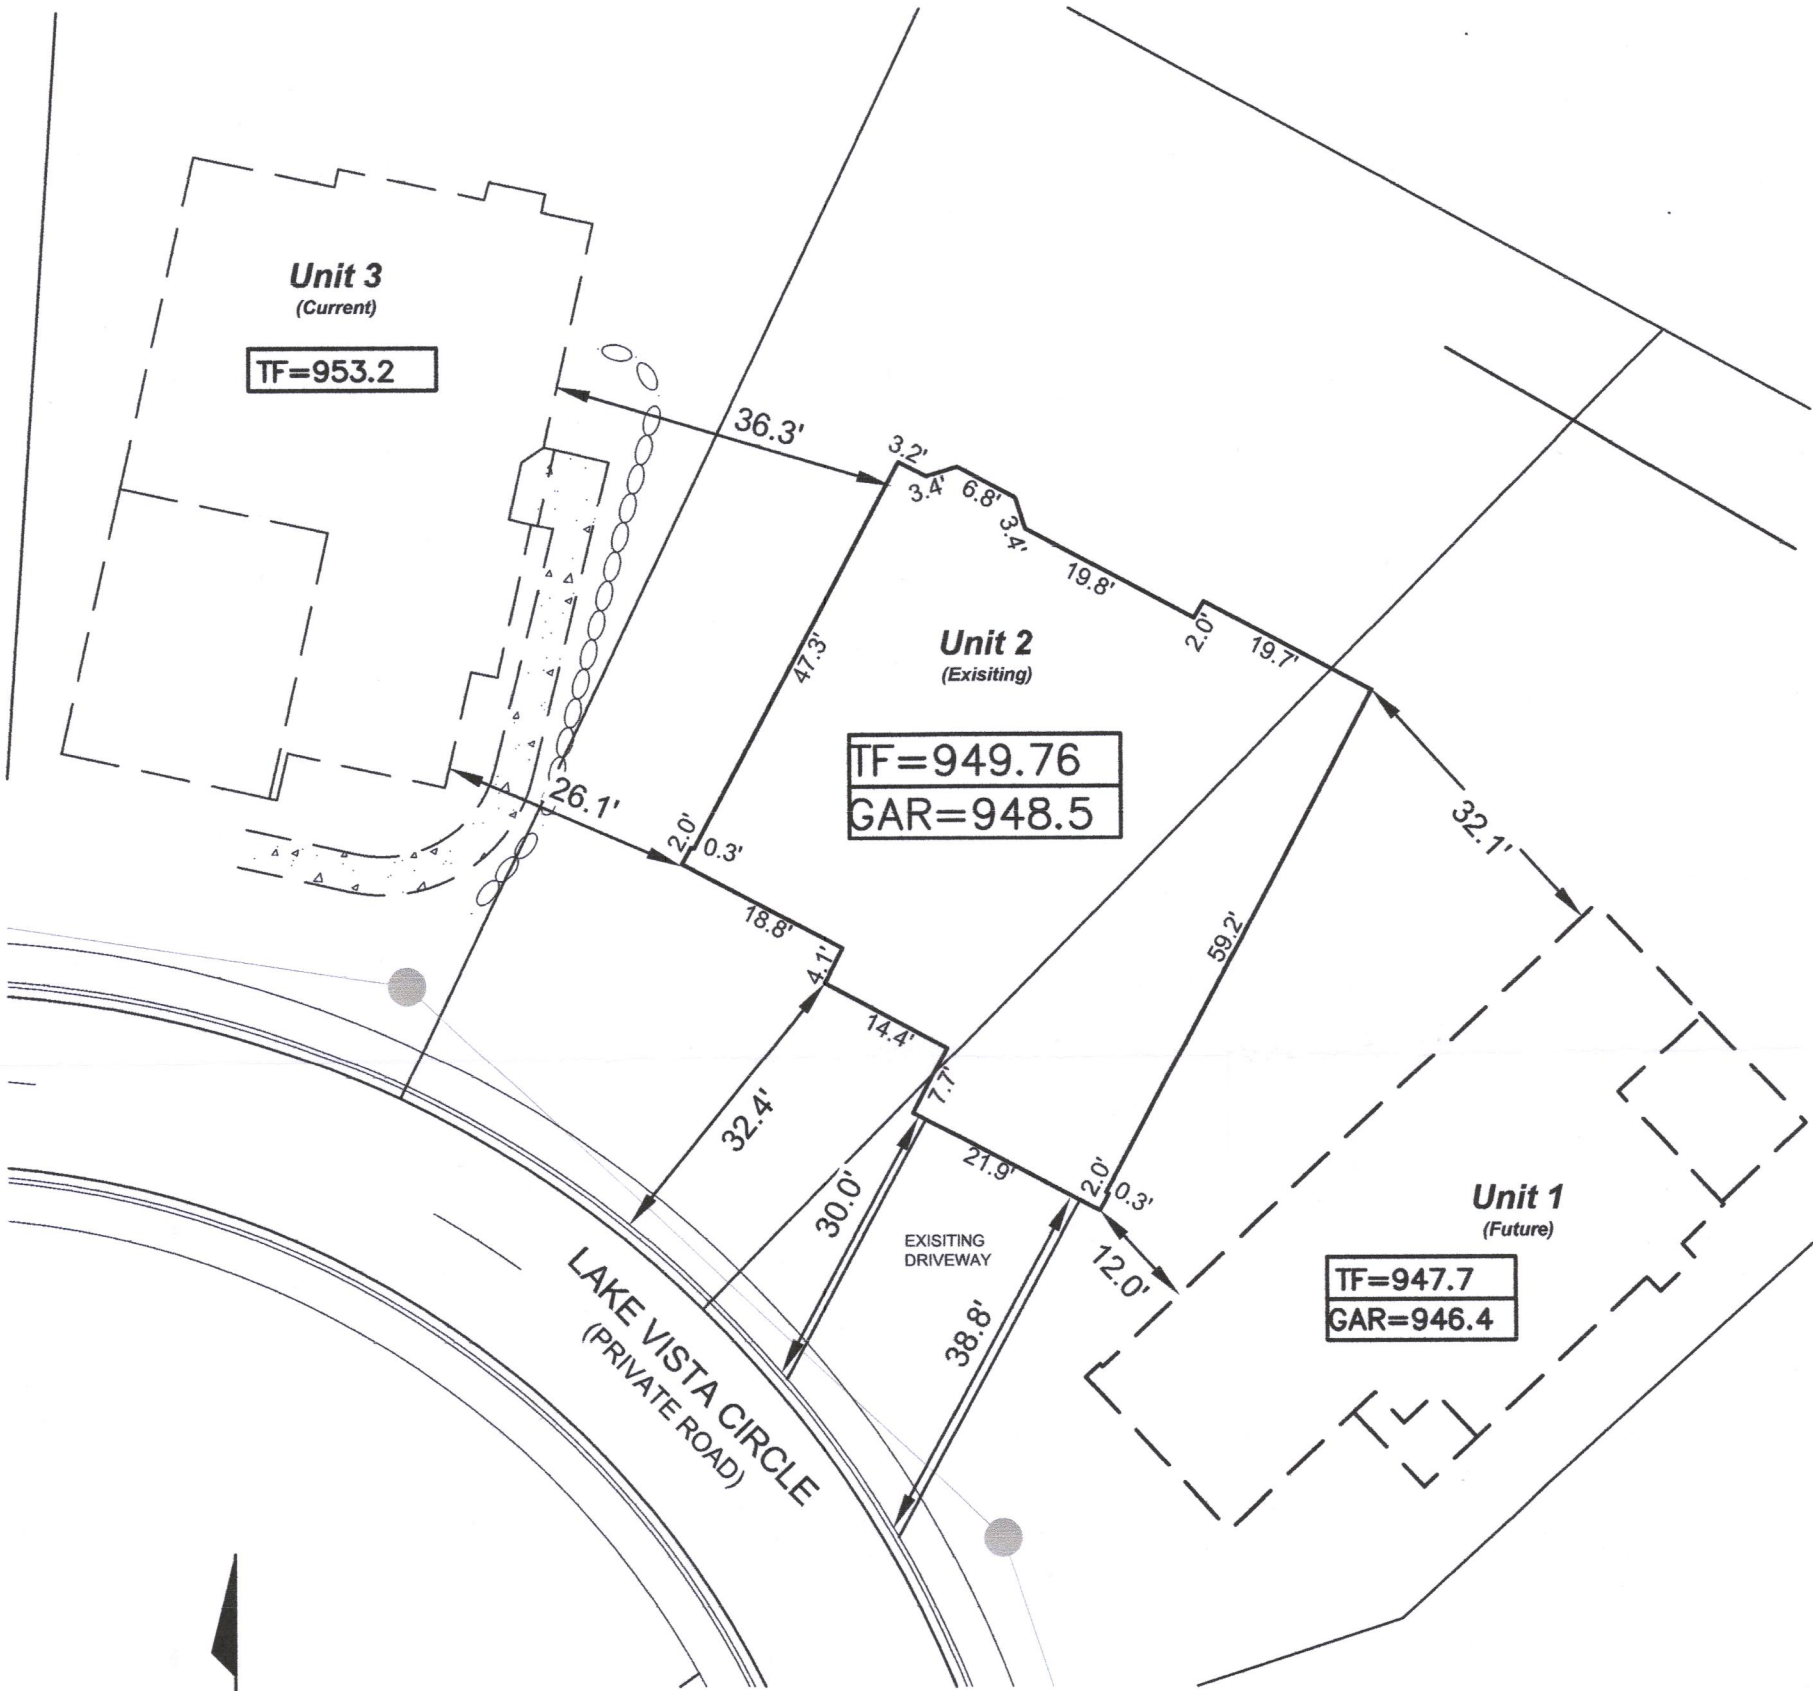 Unit 3
(Current)
TF=953.2
36.3'
3.2'
3.4'
6.8'
3.4'
19.8'
2.0'
19.7'
47.3'
Unit 2
(Exisiting)
TF=949.76
GAR=948.5
26.1'
2.0'
0.3'
18.8'
4.1'
14.4'
7.7'
32.1'
59.2'
32.4'
30.0'
21.9'
2.0'
0.3'
EXISITING
DRIVEWAY
38.8'
12.0'
Unit 1
(Future)
TF=947.7
GAR=946.4
LAKE VISTA CIRCLE
(PRIVATE ROAD)